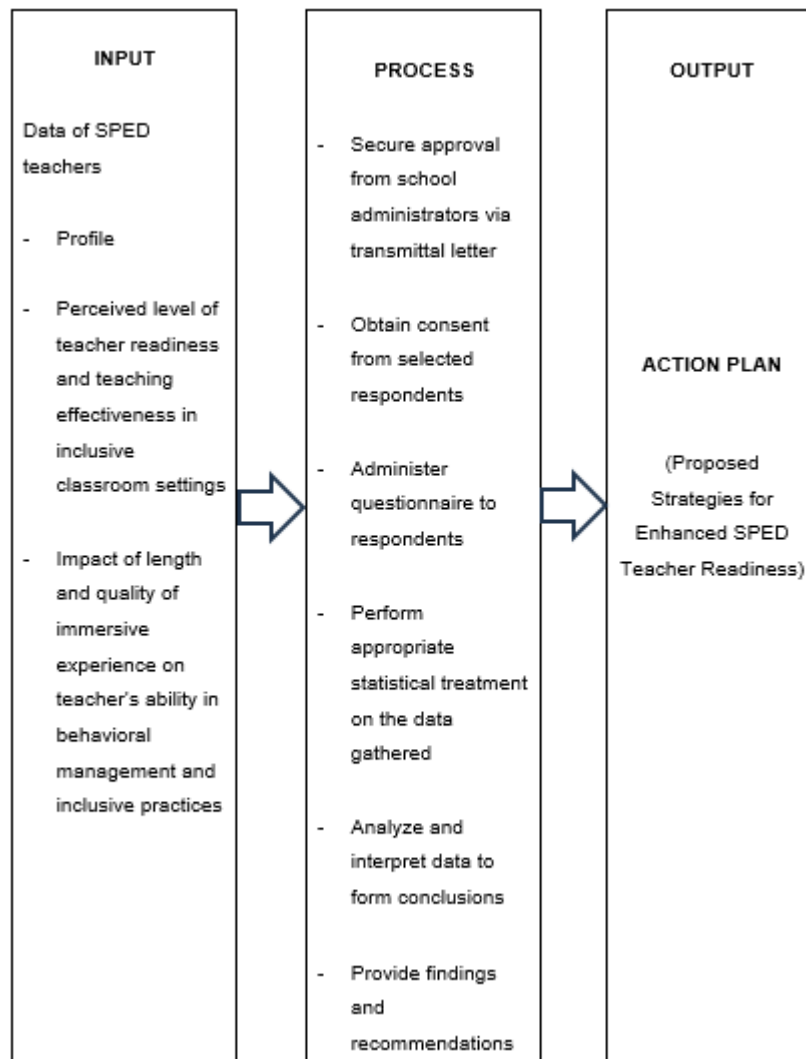 INPUT
Data of SPED
teachers
- Profile
- Perceived level of
teacher readiness
and teaching
effectiveness in
inclusive
classroom settings
- Impact of length
and quality of
immersive
experience on
teacher's ability in
behavioral
management and
inclusive practices
PROCESS
- Secure approval
from school
administrators via
transmittal letter
- Obtain consent
from selected
respondents
- Administer
questionnaire to
respondents
- Perform
appropriate
statistical treatment
on the data
gathered
- Analyze and
interpret data to
form conclusions
- Provide findings
and
recommendations
OUTPUT
ACTION PLAN
(Proposed
Strategies for
Enhanced SPED
Teacher Readiness)